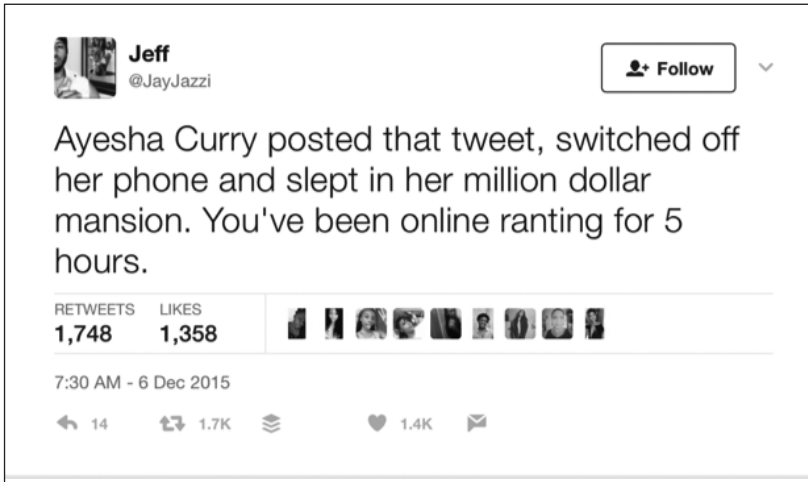 Jeff
@JayJazzi
Follow
Ayesha Curry posted that tweet, switched off
her phone and slept in her million dollar
mansion. You've been online ranting for 5
hours.
RETWEETS LIKES
1,748 1,358
7:30 AM - 6 Dec 2015
14 1.7K 1.4K